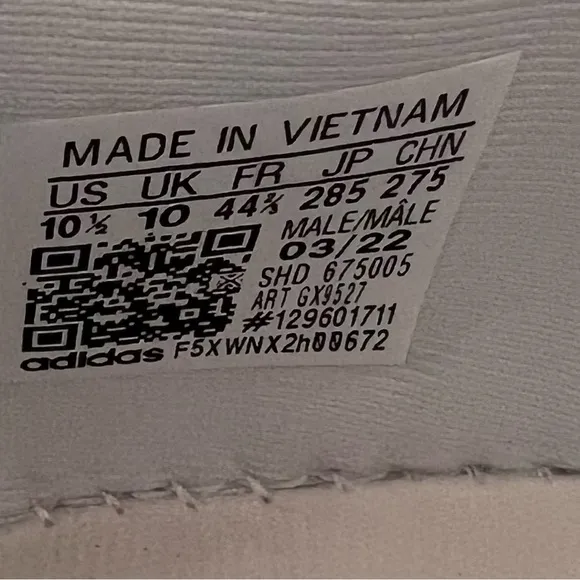 MADE IN VIETNAM
US UK FR JP CHN
10½ 10 44⅔ 285 275
MALE/MÂLE
03/22
SHD 675005
ART GX9527
#129601711
adidas F5XWNX2h00672